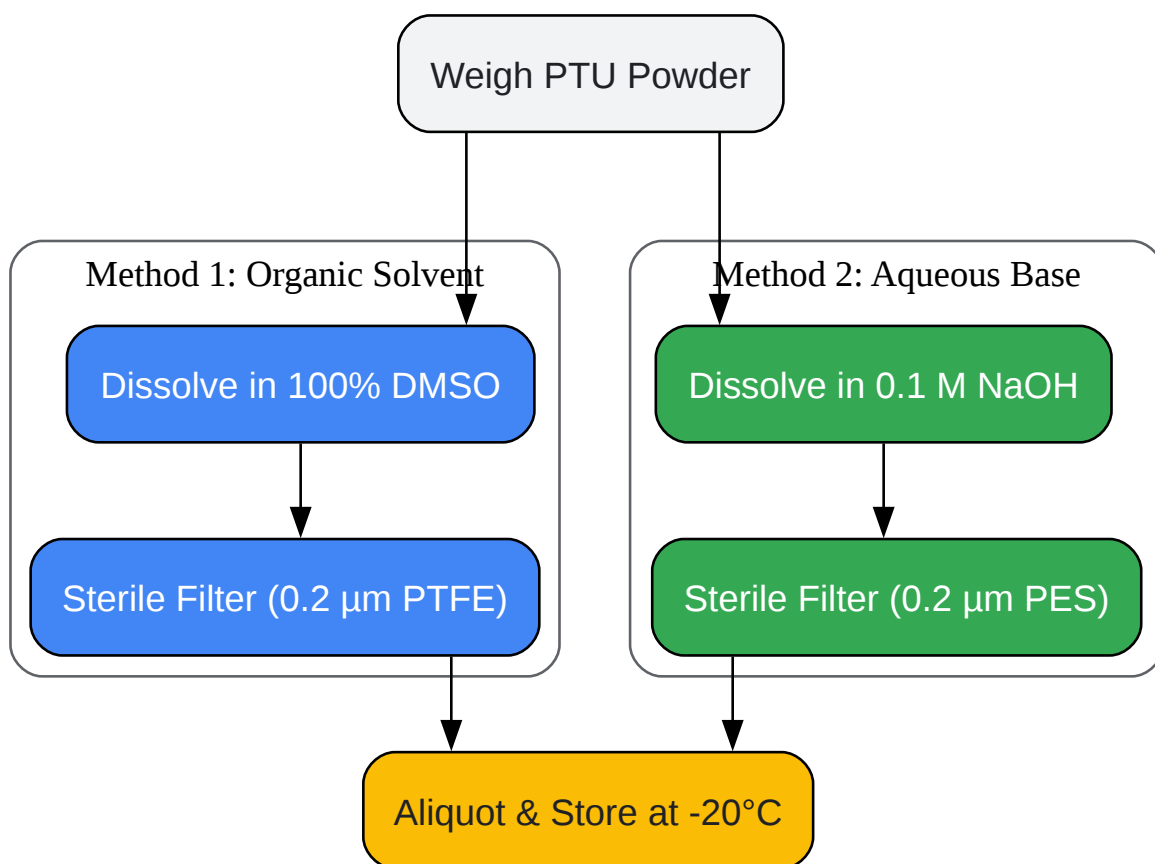 Weigh PTU Powder
Method 1: Organic Solvent
Method 2: Aqueous Base
Dissolve in 100% DMSO
Dissolve in 0.1 M NaOH
Sterile Filter (0.2 µm PTFE)
Sterile Filter (0.2 µm PES)
Aliquot & Store at -20°C